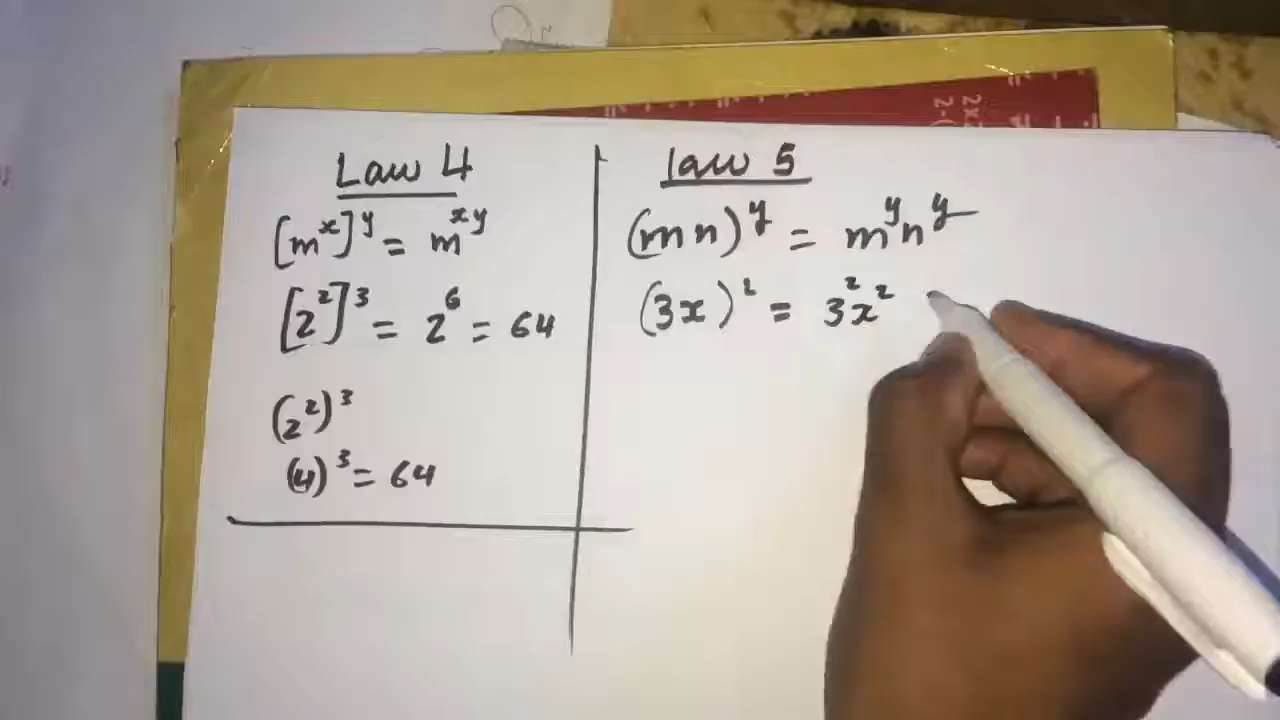 Law 4
[m^x]^y = m^xy
[2^2]^3 = 2^6 = 64
(2^2)^3
(4)^3 = 64
law 5
(mn)^y = m^y n^y
(3x)^2 = 3^2 x^2